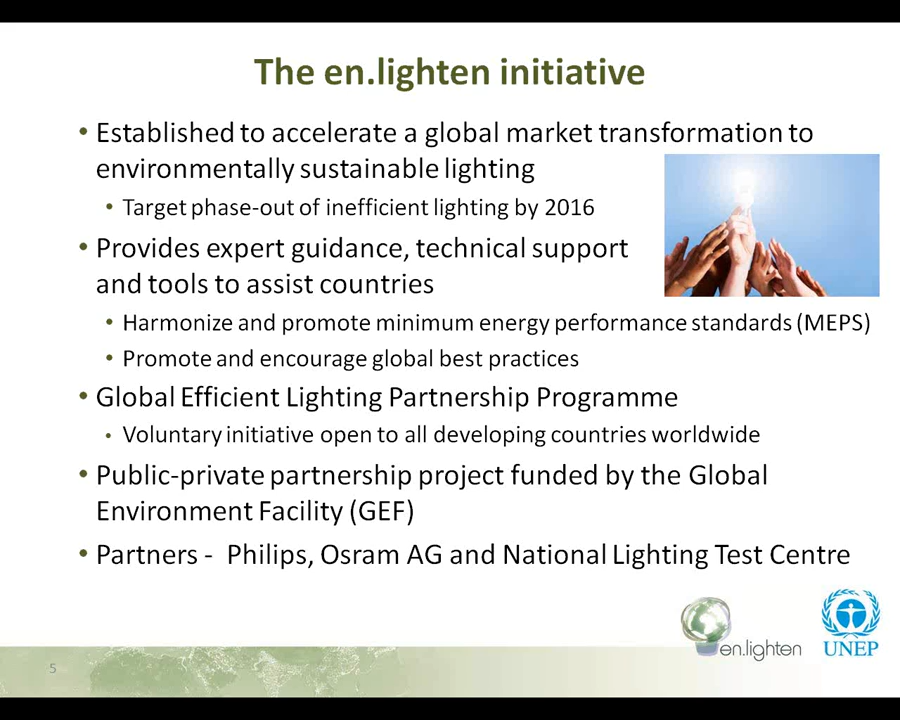 The en.lighten initiative
• Established to accelerate a global market transformation to
environmentally sustainable lighting
• Target phase-out of inefficient lighting by 2016
• Provides expert guidance, technical support
and tools to assist countries
• Harmonize and promote minimum energy performance standards (MEPS)
• Promote and encourage global best practices
• Global Efficient Lighting Partnership Programme
• Voluntary initiative open to all developing countries worldwide
• Public-private partnership project funded by the Global
Environment Facility (GEF)
• Partners - Philips, Osram AG and National Lighting Test Centre
en.lighten
UNEP
5